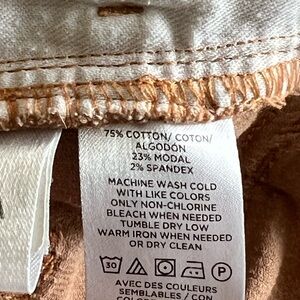 75% COTTON/ COTON/
ALGODÓN
23% MODAL
2% SPANDEX
MACHINE WASH COLD
WITH LIKE COLORS
ONLY NON-CHLORINE
BLEACH WHEN NEEDED
TUMBLE DRY LOW
WARM IRON WHEN NEEDED
OR DRY CLEAN
30 P
AVEC DES COULEURS
SEMBLABLES / CON